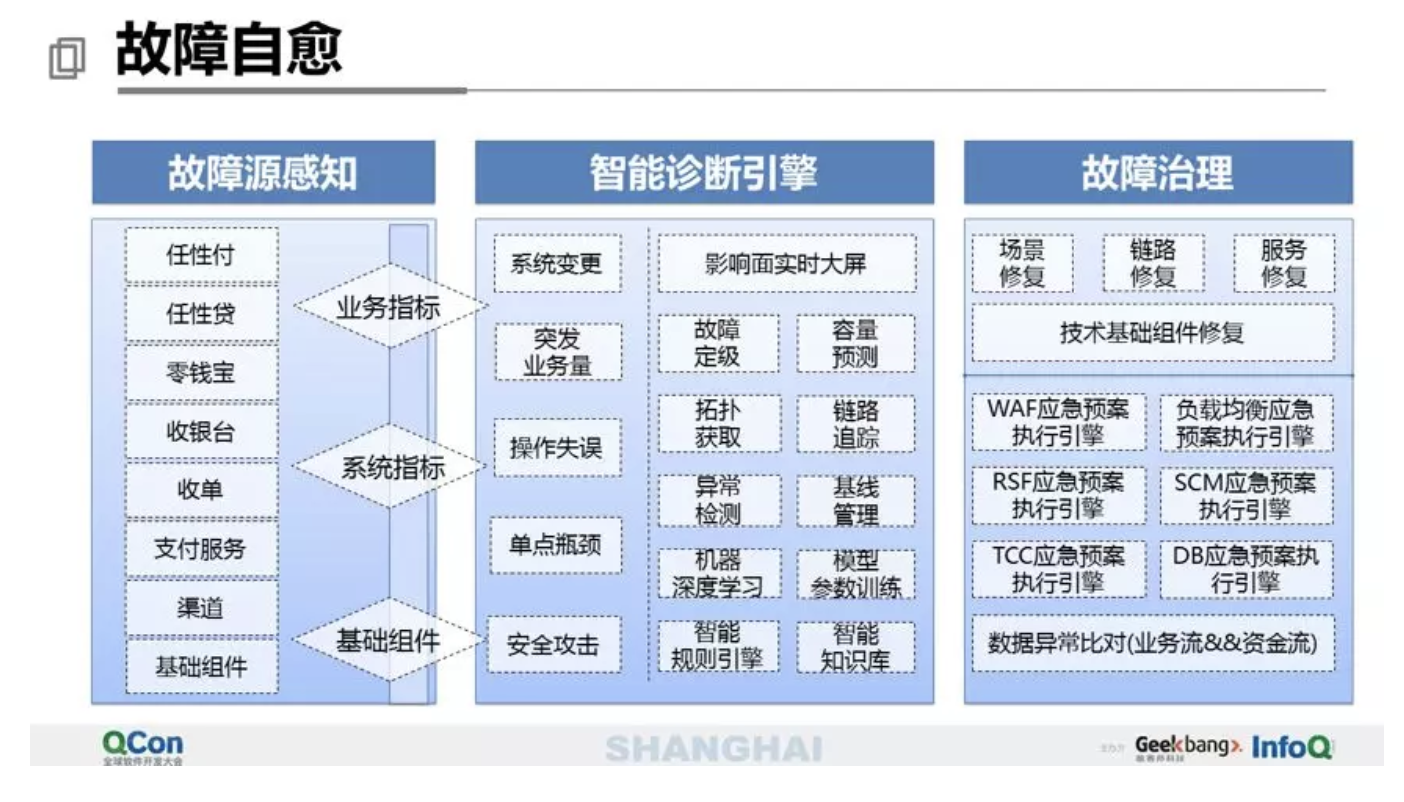 故障自愈
故障源感知
任性付
任性贷
零钱宝
收银台
收单
支付服务
渠道
基础组件
业务指标
系统指标
基础组件
智能诊断引擎
系统变更
突发
业务量
操作失误
单点瓶颈
安全攻击
影响面实时大屏
故障
定级
容量
预测
拓扑
获取
链路
追踪
异常
检测
基线
管理
机器
深度学习
模型
参数训练
智能
规则引擎
智能
知识库
故障治理
场景
修复
链路
修复
服务
修复
技术基础组件修复
WAF应急预案
执行引擎
负载均衡应急
预案执行引擎
RSF应急预案
执行引擎
SCM应急预案
执行引擎
TCC应急预案
执行引擎
DB应急预案执
行引擎
数据异常比对(业务流&&资金流)
QCon
全球软件开发大会
SHANGHAI
Geekbang>.
InfoQ